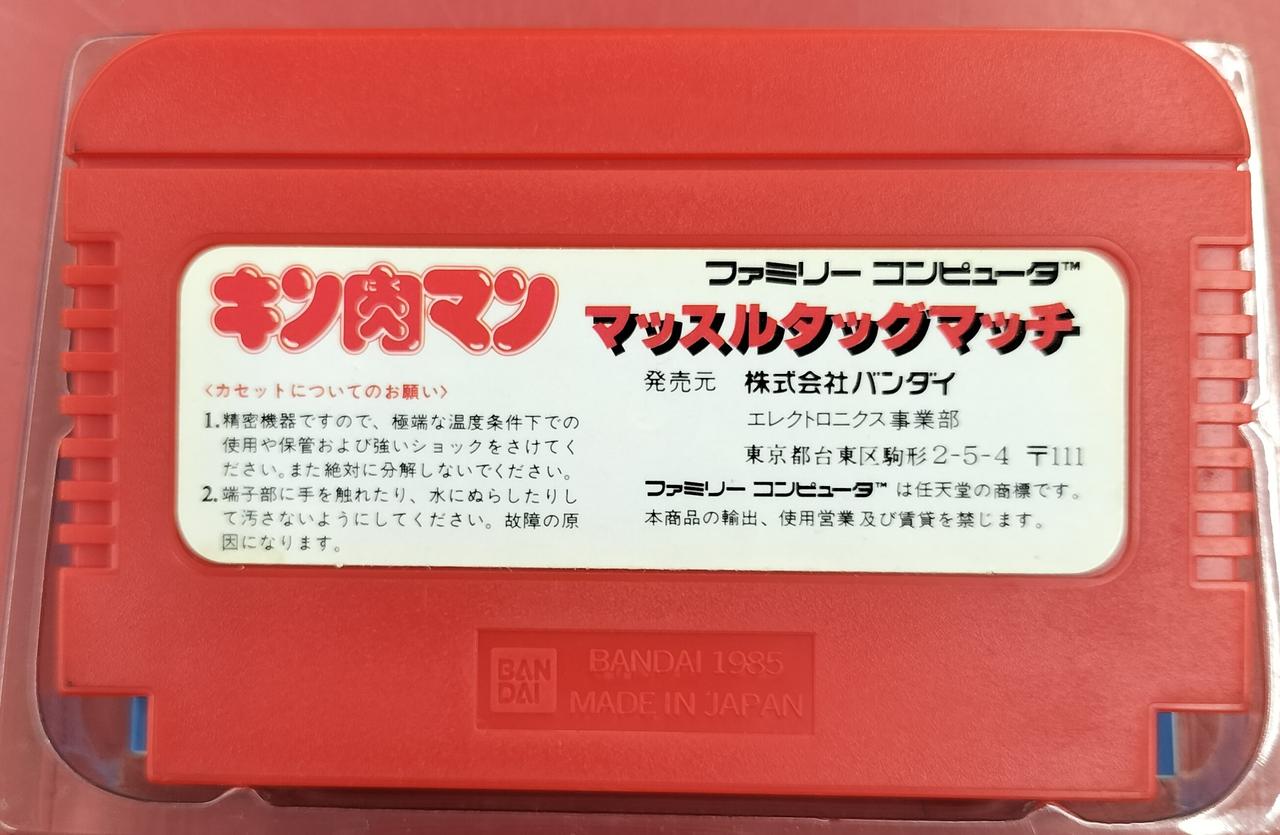 キン肉マン
にく
〈カセットについてのお願い〉
1.精密機器ですので、極端な温度条件下での
使用や保管および強いショックをさけてく
ださい。また絶対に分解しないでください。
2.端子部に手を触れたり、水にぬらしたりし
て汚さないようにしてください。故障の原
因になります。
ファミリー コンピュータ™
マッスルタッグマッチ
発売元 株式会社バンダイ
エレクトロニクス事業部
東京都台東区駒形2-5-4 〒111
ファミリー コンピュータ™ は任天堂の商標です。
本商品の輸出、使用営業及び賃貸を禁じます。
BAN
DAI
BANDAI 1985
MADE IN JAPAN